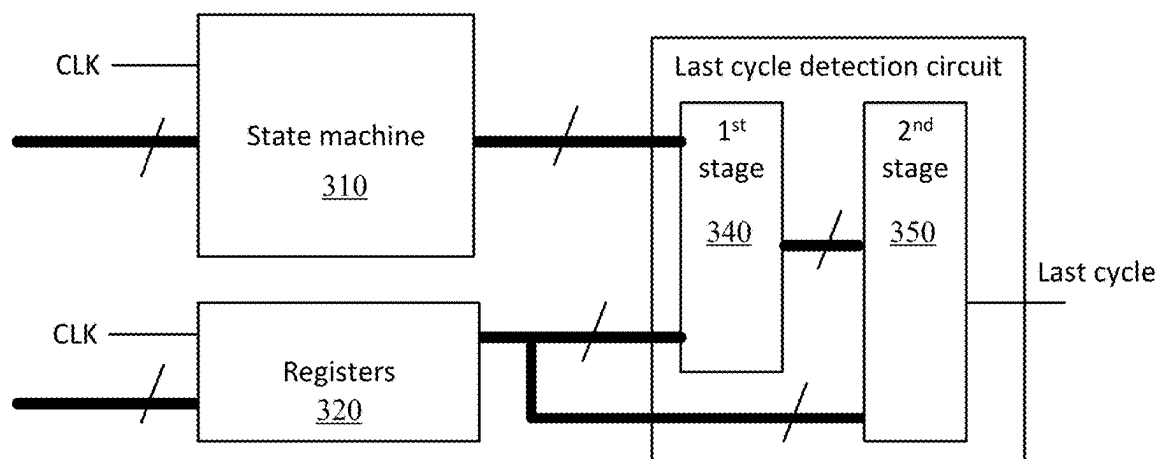 CLK
State machine
310
Last cycle detection circuit
1st
stage
340
2nd
stage
350
Last cycle
CLK
Registers
320